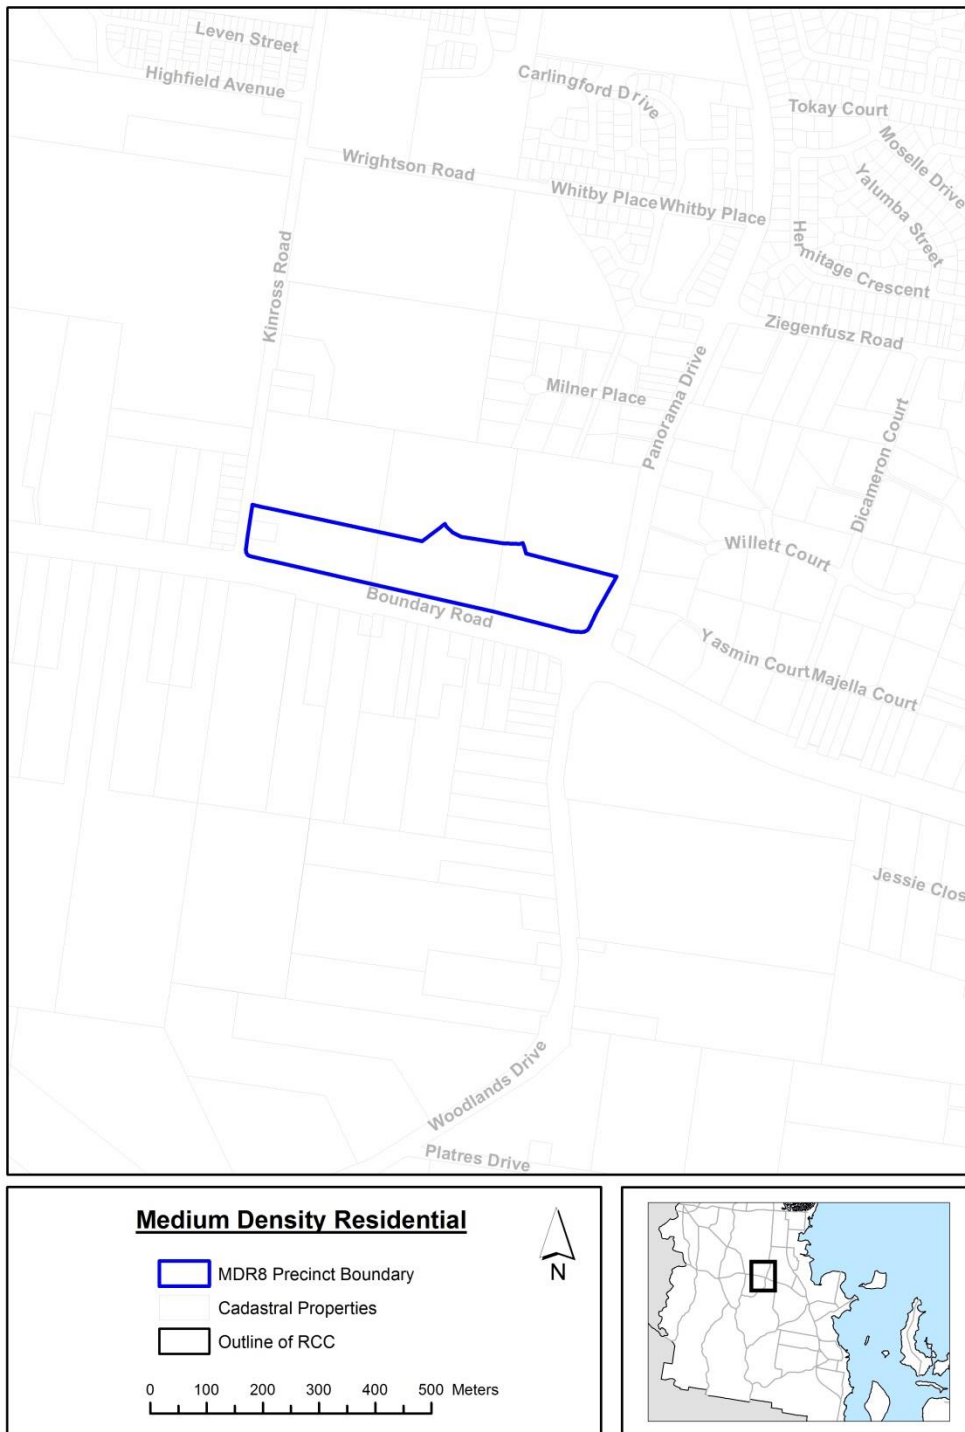 Leven Street
Highfield Avenue
Carlingford Drive
Tokay Court
Moselle Drive
Yalumba Street
Wrightson Road
Whitby Place
Whitby Place
Hermitage Crescent
Kinross Road
Ziegenfusz Road
Panorama Drive
Milner Place
Dicameron Court
Willett Court
Boundary Road
Yasmin Court
Majella Court
Jessie Clos
Woodlands Drive
Platres Drive
Medium Density Residential
N
MDR8 Precinct Boundary
Cadastral Properties
Outline of RCC
0 100 200 300 400 500 Meters